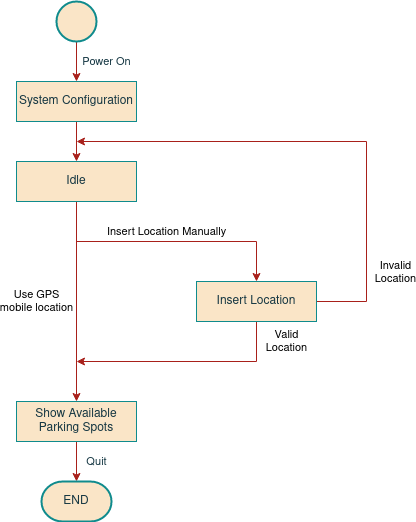 Power On
System Configuration
Idle
Insert Location Manually
Invalid
Location
Use GPS
mobile location
Insert Location
Valid
Location
Show Available
Parking Spots
Quit
END